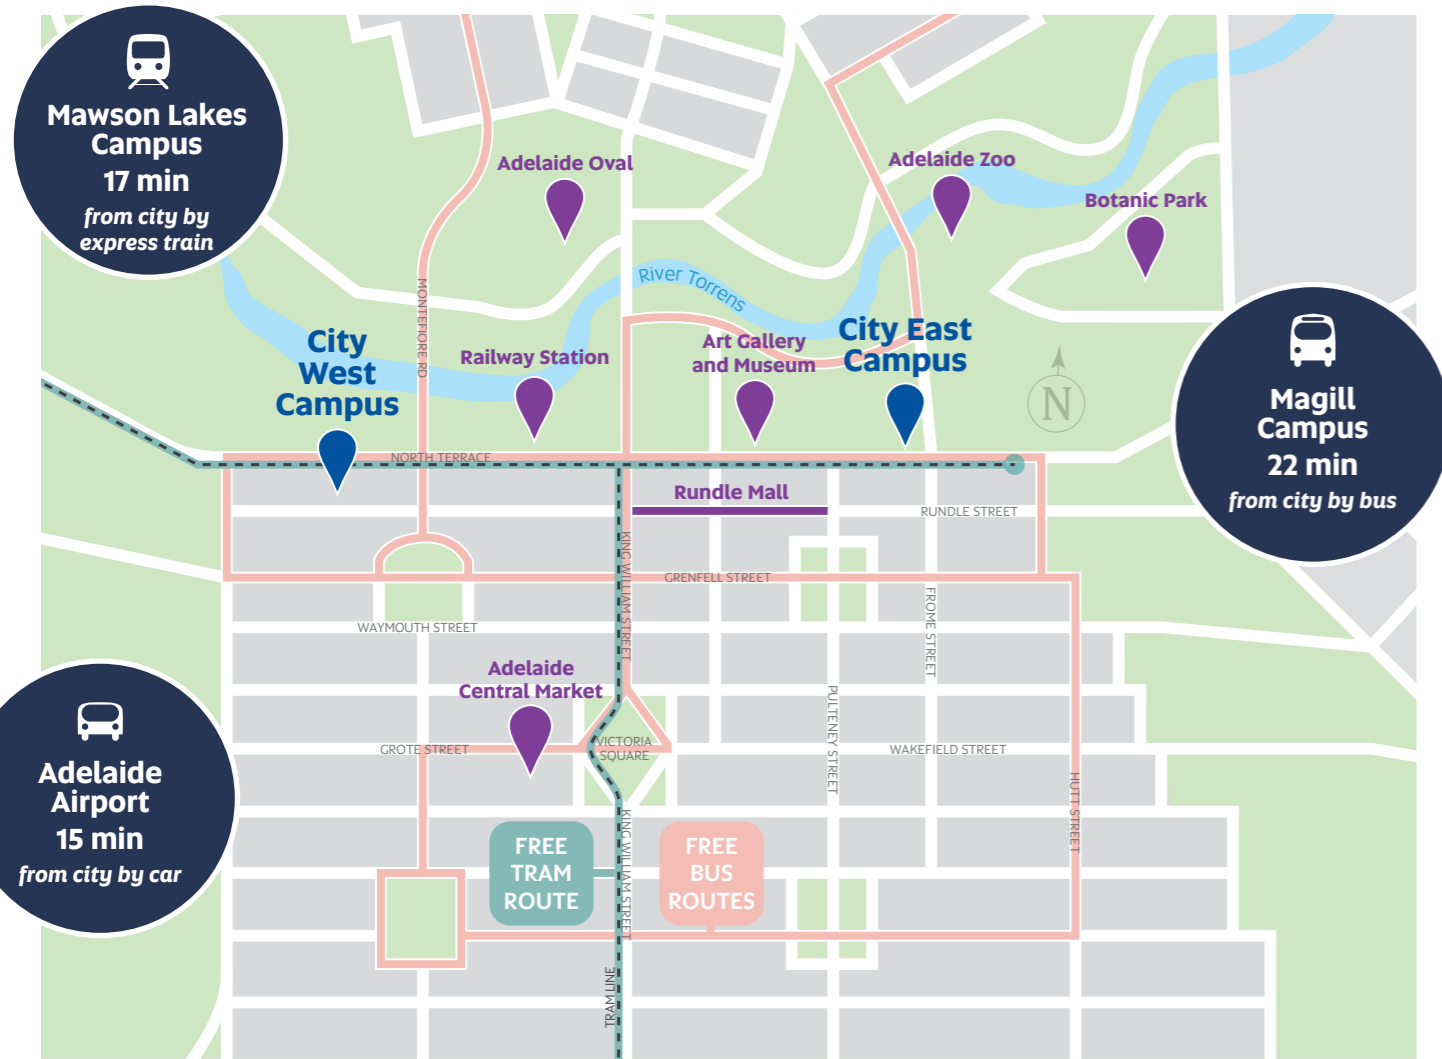 Mawson Lakes
Campus
17 min
from city by
express train
Adelaide Oval
Adelaide Zoo
Botanic Park
River Torrens
MONTEFIORE RD
City
West
Campus
Railway Station
Art Gallery
and Museum
City East
Campus
N
Magill
Campus
22 min
from city by bus
NORTH TERRACE
Rundle Mall
RUNDLE STREET
KING WILLIAM STREET
GRENFELL STREET
FROME STREET
WAYMOUTH STREET
Adelaide
Central Market
PULTENEY STREET
GROTE STREET
VICTORIA
SQUARE
WAKEFIELD STREET
HUTT STREET
Adelaide
Airport
15 min
from city by car
FREE
TRAM
ROUTE
KING WILLIAM STREET
FREE
BUS
ROUTES
TRAM LINE